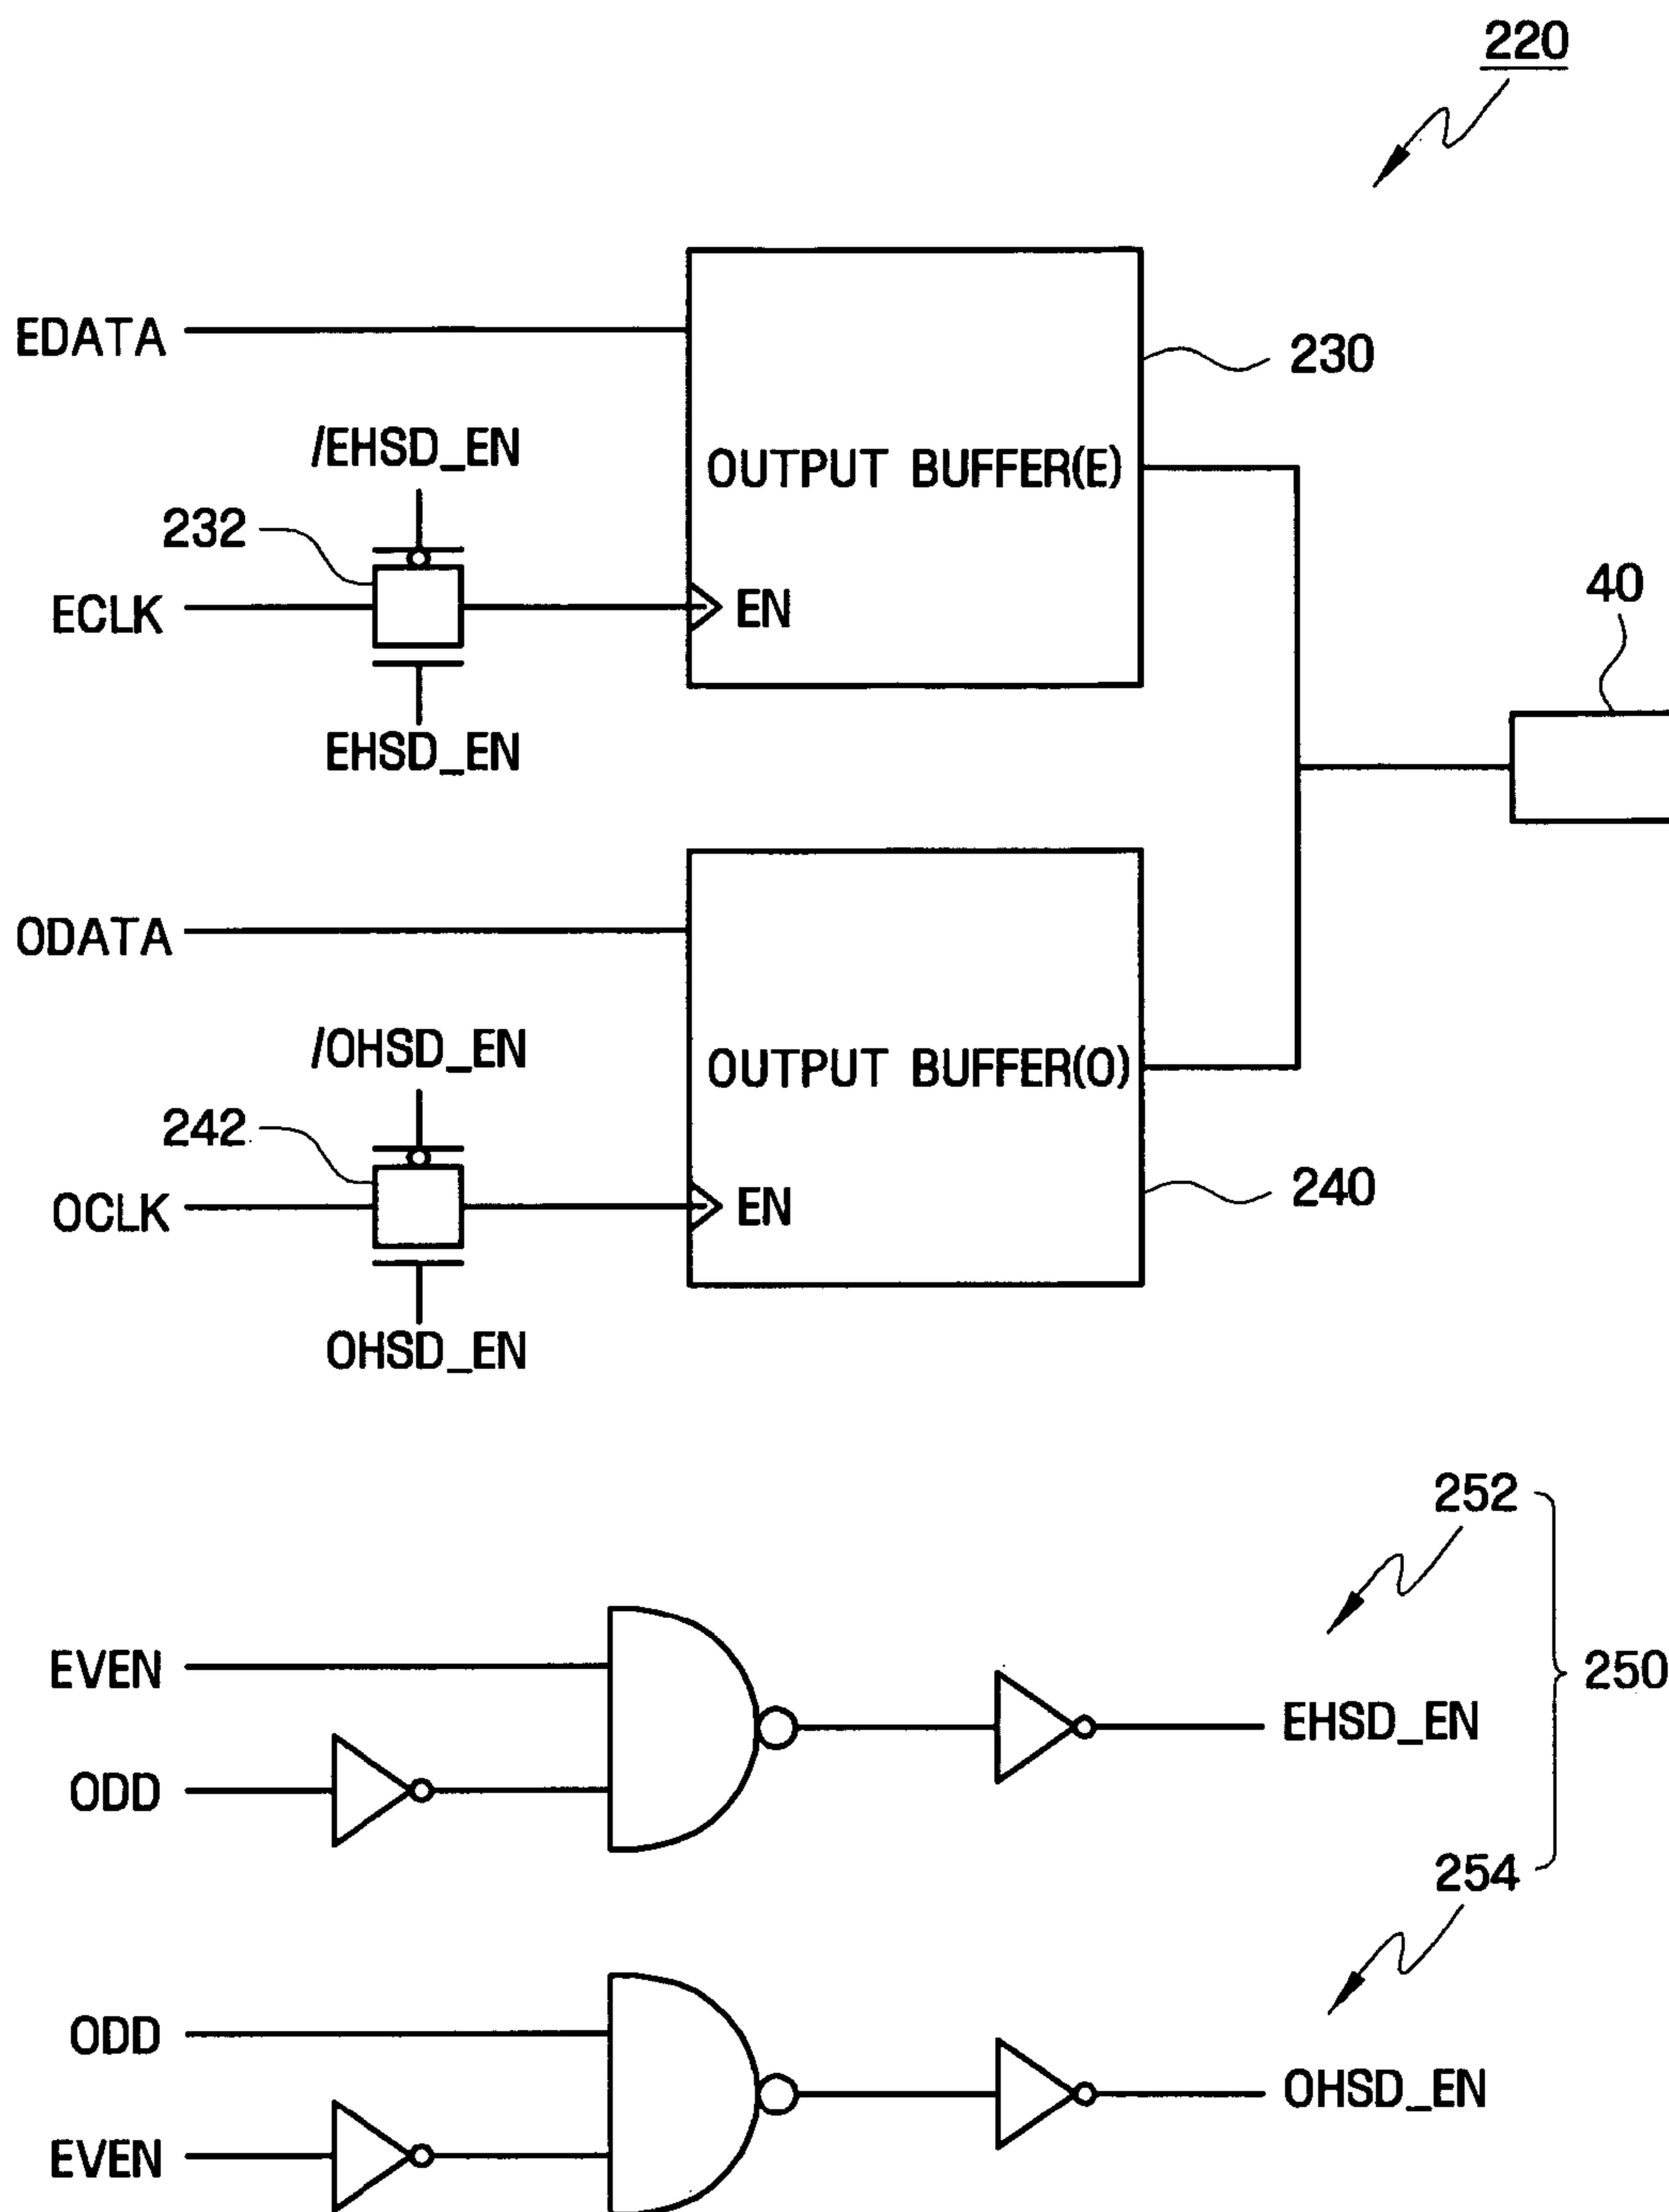 220
EDATA
230
/EHSD_EN
OUTPUT BUFFER(E)
232
ECLK
EN
40
EHSD_EN
ODATA
/OHSD_EN
OUTPUT BUFFER(O)
242
OCLK
EN
240
OHSD_EN
252
EVEN
250
EHSD_EN
ODD
254
ODD
OHSD_EN
EVEN